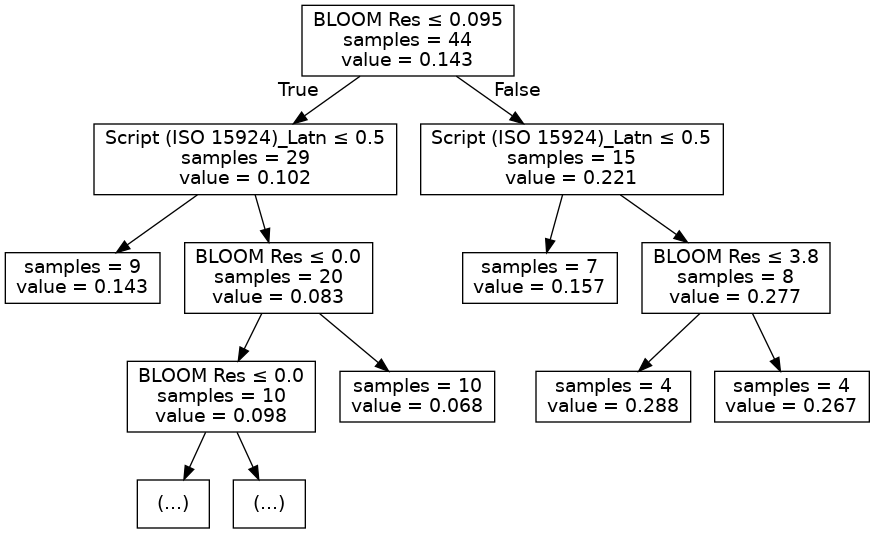 BLOOM Res ≤ 0.095
samples = 44
value = 0.143
True
False
Script (ISO 15924)_Latn ≤ 0.5
samples = 29
value = 0.102
Script (ISO 15924)_Latn ≤ 0.5
samples = 15
value = 0.221
samples = 9
value = 0.143
BLOOM Res ≤ 0.0
samples = 20
value = 0.083
samples = 7
value = 0.157
BLOOM Res ≤ 3.8
samples = 8
value = 0.277
BLOOM Res ≤ 0.0
samples = 10
value = 0.098
samples = 10
value = 0.068
samples = 4
value = 0.288
samples = 4
value = 0.267
(...)
(...)